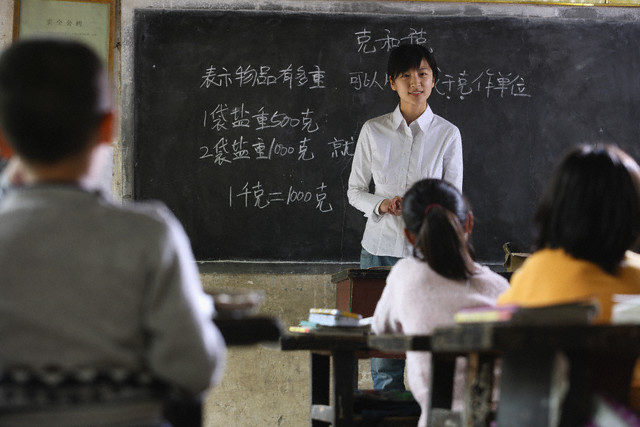 克和
表示物品有多重 可以 千克作单位
1袋盐重500克
2袋盐重1000克 就
1千克=1000克